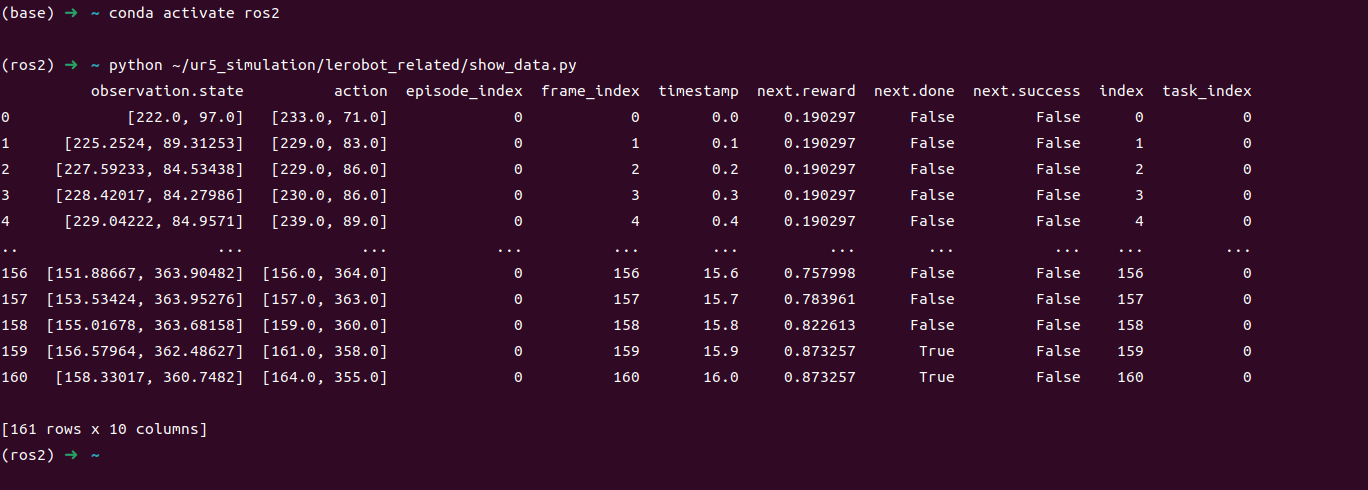 (base) ➜ ~ conda activate ros2
(ros2) ➜ ~ python ~/ur5_simulation/lerobot_related/show_data.py
observation.state action episode_index frame_index timestamp next.reward next.done next.success index task_index
0 [222.0, 97.0] [233.0, 71.0] 0 0 0.0 0.190297 False False 0 0
1 [225.2524, 89.31253] [229.0, 83.0] 0 1 0.1 0.190297 False False 1 0
2 [227.59233, 84.53438] [229.0, 86.0] 0 2 0.2 0.190297 False False 2 0
3 [228.42017, 84.27986] [230.0, 86.0] 0 3 0.3 0.190297 False False 3 0
4 [229.04222, 84.9571] [239.0, 89.0] 0 4 0.4 0.190297 False False 4 0
.. ... ... ... ... ... ... ... ... ... ...
156 [151.88667, 363.90482] [156.0, 364.0] 0 156 15.6 0.757998 False False 156 0
157 [153.53424, 363.95276] [157.0, 363.0] 0 157 15.7 0.783961 False False 157 0
158 [155.01678, 363.68158] [159.0, 360.0] 0 158 15.8 0.822613 False False 158 0
159 [156.57964, 362.48627] [161.0, 358.0] 0 159 15.9 0.873257 True False 159 0
160 [158.33017, 360.7482] [164.0, 355.0] 0 160 16.0 0.873257 True False 160 0
[161 rows x 10 columns]
(ros2) ➜ ~